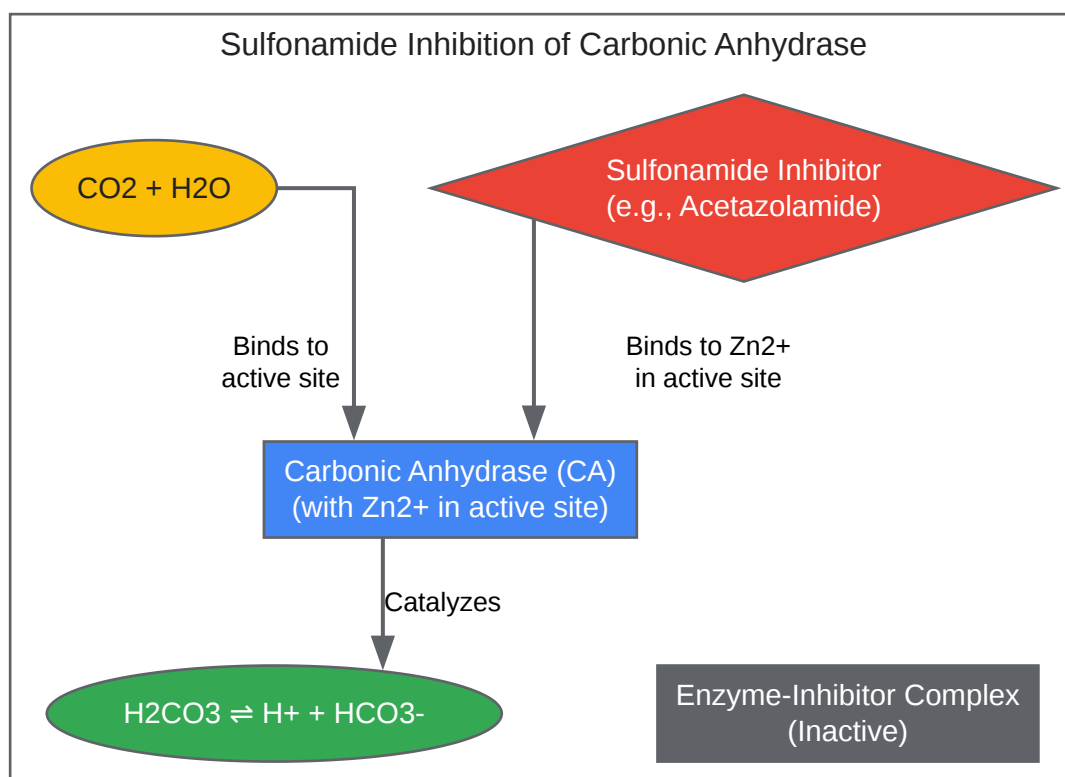 Sulfonamide Inhibition of Carbonic Anhydrase
CO2 + H2O
Sulfonamide Inhibitor
(e.g., Acetazolamide)
Binds to
active site
Binds to Zn2+
in active site
Carbonic Anhydrase (CA)
(with Zn2+ in active site)
Catalyzes
H2CO3 ⇌ H+ + HCO3-
Enzyme-Inhibitor Complex
(Inactive)